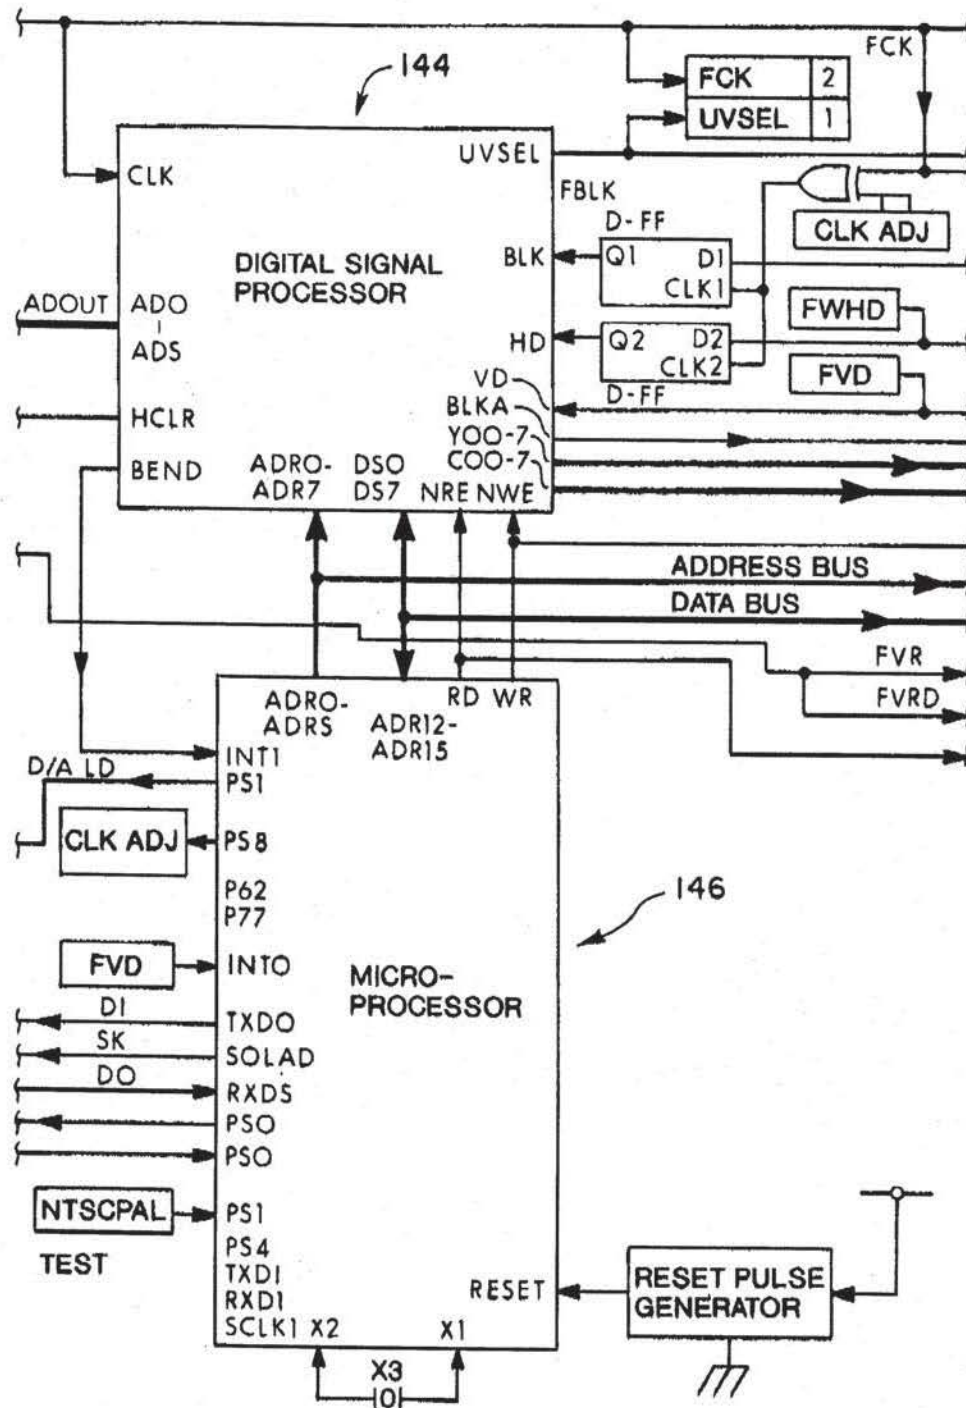 FCK
144
FCK 2
UVSEL 1
UVSEL
CLK
FBLK
CLK ADJ
D-FF
DIGITAL SIGNAL
PROCESSOR
BLK
Q1 D1
CLK1
ADOUT
ADO
ADS
FWHD
HD
Q2 D2
CLK2
FVD
VD
D-FF
HCLR
BLKA
YOO-7
COO-7
BEND
ADRO-
ADR7
DSO
DS7
NRE NWE
ADDRESS BUS
DATA BUS
FVR
FVRD
ADRO-
ADRS
ADR12-
ADR15
RD WR
INT1
D/A LD
PS1
CLK ADJ
PS8
P62
P77
146
FVD
INTO
MICRO-
PROCESSOR
DI
TXDO
SK
SOLAD
DO
RXDS
PSO
PSO
NTSCPAL
PS1
TEST
PS4
TXD1
RXD1
SCLK1 X2 X1
RESET
RESET PULSE
GENERATOR
X3